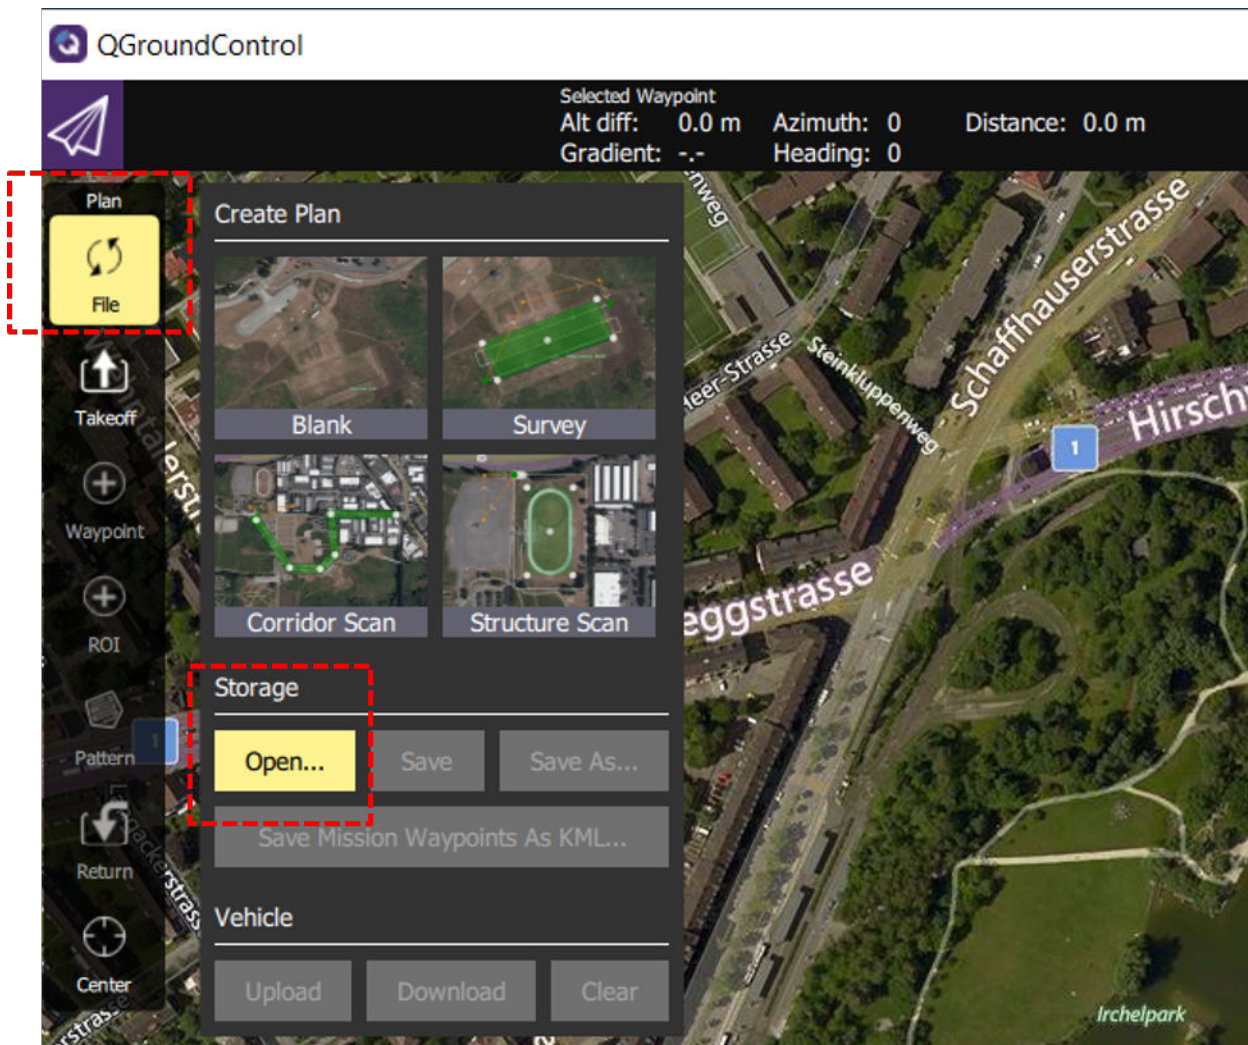 QGroundControl
Selected Waypoint
Alt diff: 0.0 m Azimuth: 0 Distance: 0.0 m
Gradient: -.- Heading: 0
Plan
File
Takeoff
Waypoint
ROI
Pattern
Return
Center
Create Plan
Blank Survey
Corridor Scan Structure Scan
Storage
Open... Save Save As...
Save Mission Waypoints As KML...
Vehicle
Upload Download Clear
Schaffhauserstrasse
Steinkluppenweg
1
Irchelpark